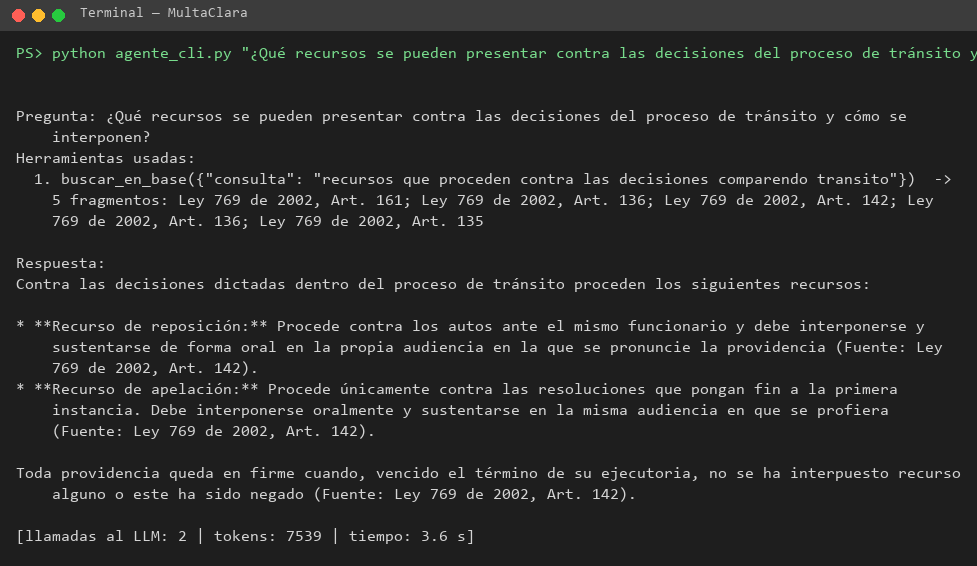 Terminal — MultaClara
PS> python agente_cli.py "¿Qué recursos se pueden presentar contra las decisiones del proceso de tránsito y
Pregunta: ¿Qué recursos se pueden presentar contra las decisiones del proceso de tránsito y cómo se
interponen?
Herramientas usadas:
1. buscar_en_base({"consulta": "recursos que proceden contra las decisiones comparendo transito"})  ->
5 fragmentos: Ley 769 de 2002, Art. 161; Ley 769 de 2002, Art. 136; Ley 769 de 2002, Art. 142; Ley
769 de 2002, Art. 136; Ley 769 de 2002, Art. 135
Respuesta:
Contra las decisiones dictadas dentro del proceso de tránsito proceden los siguientes recursos:
* **Recurso de reposición:** Procede contra los autos ante el mismo funcionario y debe interponerse y
sustentarse de forma oral en la propia audiencia en la que se pronuncie la providencia (Fuente: Ley
769 de 2002, Art. 142).
* **Recurso de apelación:** Procede únicamente contra las resoluciones que pongan fin a la primera
instancia. Debe interponerse oralmente y sustentarse en la misma audiencia en que se profiera
(Fuente: Ley 769 de 2002, Art. 142).
Toda providencia queda en firme cuando, vencido el término de su ejecutoria, no se ha interpuesto recurso
alguno o este ha sido negado (Fuente: Ley 769 de 2002, Art. 142).
[llamadas al LLM: 2 | tokens: 7539 | tiempo: 3.6 s]